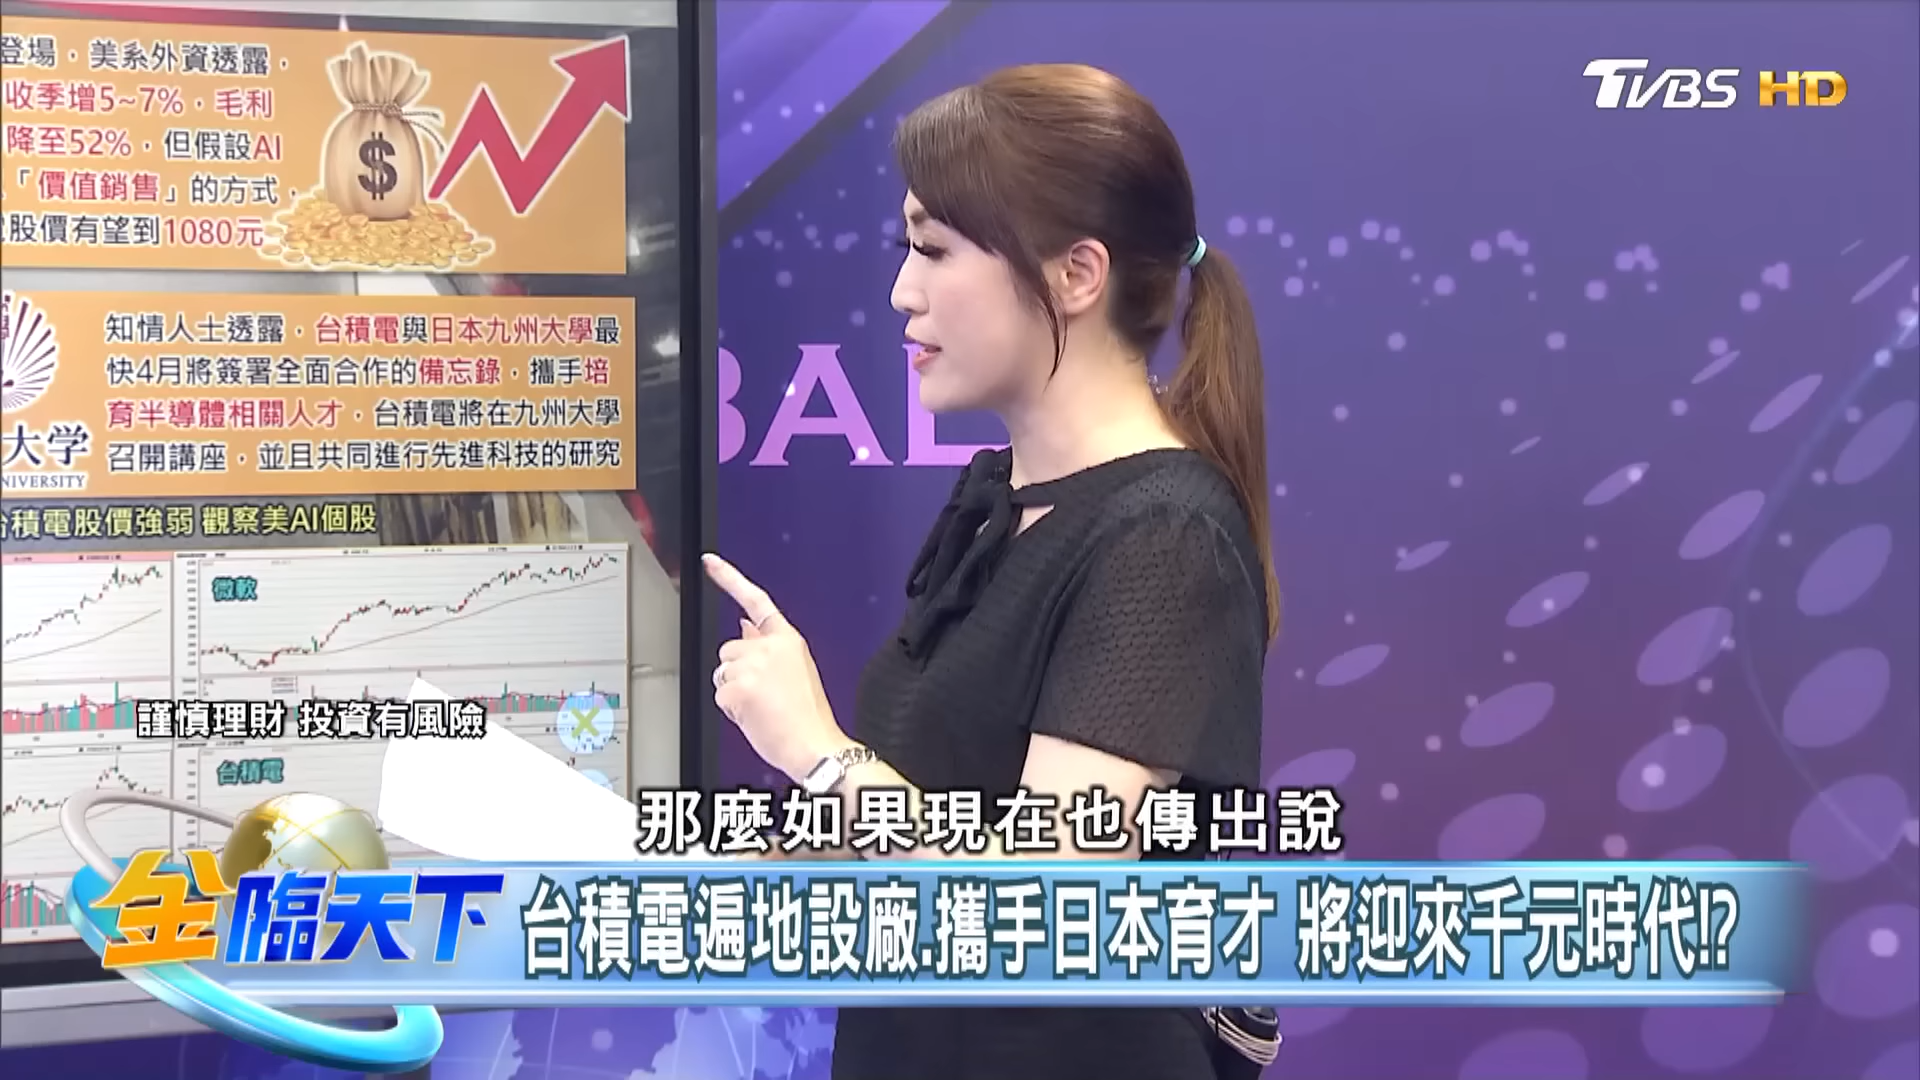 登場，美系外資透露，
收季增5~7%，毛利
降至52%，但假設AI
「價值銷售」的方式，
股價有望到1080元
知情人士透露，台積電與日本九州大學最
快4月將簽署全面合作的備忘錄，攜手培
育半導體相關人才，台積電將在九州大學
召開講座，並且共同進行先進科技的研究
大学
NIVERSITY
台積電股價強弱 觀察美AI個股
微軟
謹慎理財 投資有風險
台積電
TVBS HD
BAL
那麼如果現在也傳出說
金臨天下
台積電遍地設廠.攜手日本育才 將迎來千元時代!?